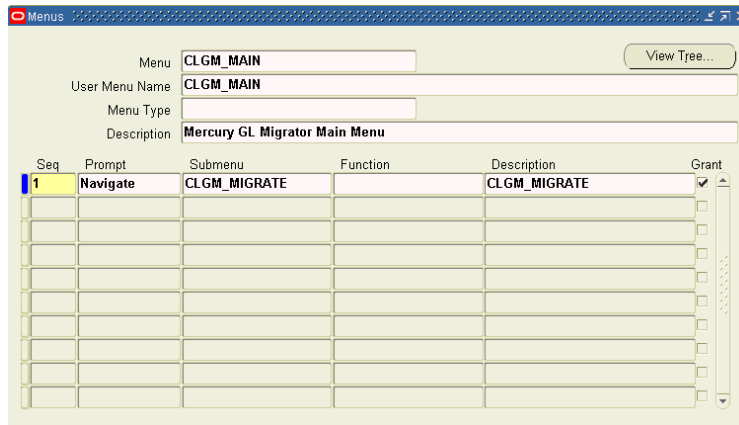 Menus
Menu CLGM_MAIN View Tree...
User Menu Name CLGM_MAIN
Menu Type
Description Mercury GL Migrator Main Menu
Seq Prompt Submenu Function Description Grant
1 Navigate CLGM_MIGRATE CLGM_MIGRATE